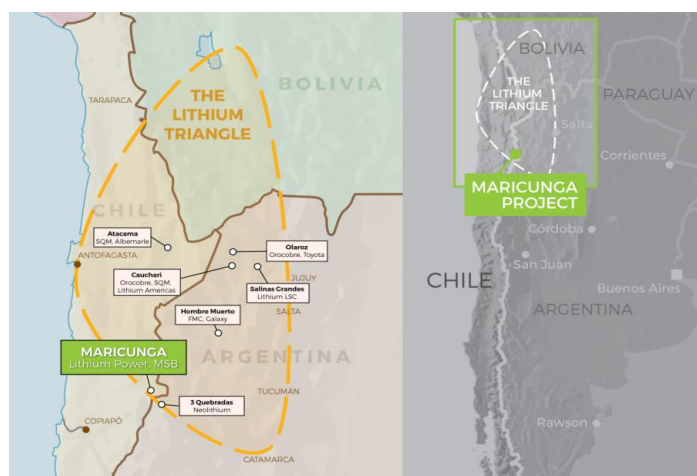 BOLIVIA
TARAPACA
THE
LITHIUM
TRIANGLE
CHILE
Atacama
SQM, Albemarle
ANTOFAGASTA
Olaroz
Orocobre, Toyota
Cauchari
Orocobre, SQM,
Lithium Americas
Salinas Grandes
Lithium LSC
JUJUY
SALTA
Hombre Muerto
FMC, Galaxy
MARICUNGA
Lithium Power, MSB
ARGENTINA
3 Quebradas
Neolithium
TUCUMÁN
COPIAPÓ
CATAMARCA
BOLIVIA
THE
LITHIUM
TRIANGLE
PARAGUAY
Salta
Corrientes
MARICUNGA
PROJECT
Córdoba
San Juan
CHILE
Buenos Aires
ARGENTINA
Rawson